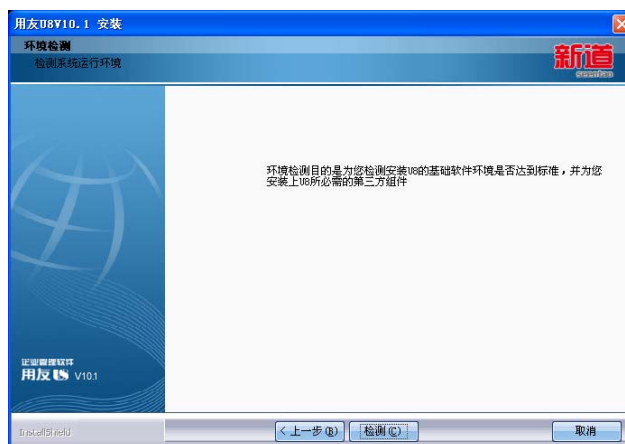 用友U8V10.1 安装
环境检测
检测系统运行环境
新道
seentao
环境检测目的是为您检测安装U8的基础软件环境是否达到标准，并为您
安装上U8所必需的第三方组件
企业管理软件
用友U8 V10.1
InstallShield
< 上一步(B)
检测(C)
取消